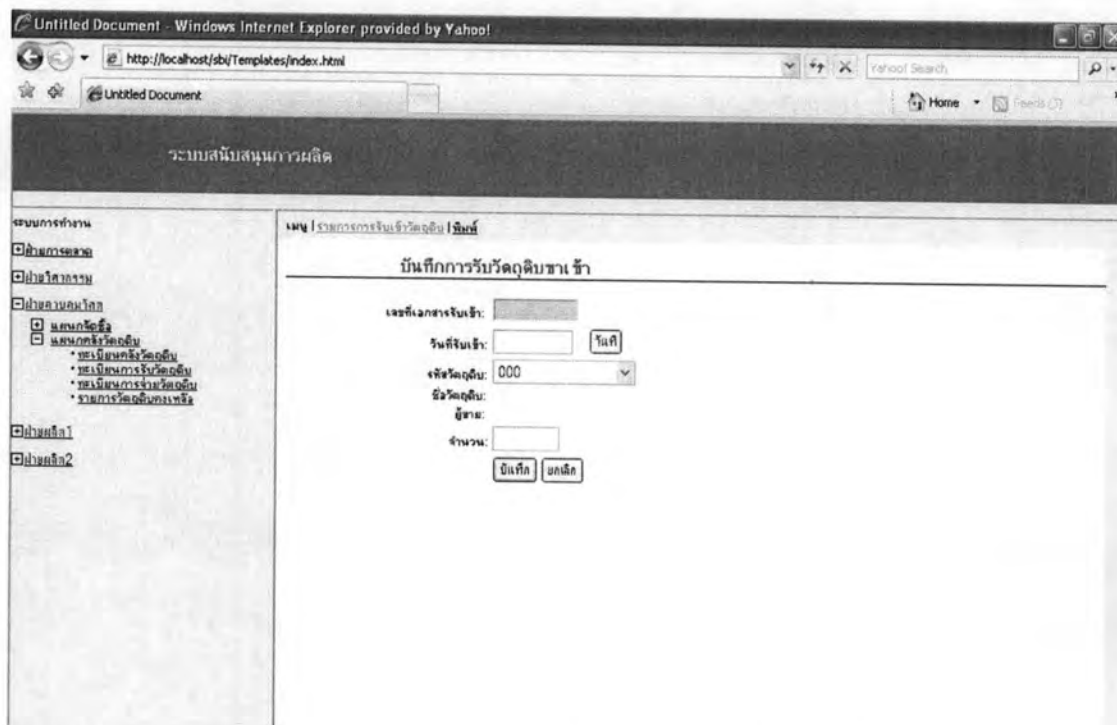 Untitled Document - Windows Internet Explorer provided by Yahoo!
http://localhost/sbi/Templates/index.html
Yahoo! Search
Untitled Document
Home
Feeds (J)
ระบบสนับสนุนการผลิต
ระบบการทำงาน
ฝ่ายการตลาด
ฝ่ายวิศวกรรม
ฝ่ายควบคุมวัสดุ
แผนกจัดซื้อ
แผนกคลังวัตถุดิบ
ทะเบียนคลังวัตถุดิบ
ทะเบียนการรับวัตถุดิบ
ทะเบียนการจ่ายวัตถุดิบ
รายการวัตถุดิบคงเหลือ
ฝ่ายผลิต1
ฝ่ายผลิต2
เมนู | รายการการรับเข้าวัตถุดิบ | พิมพ์
บันทึกการรับวัตถุดิบขาเข้า
เลขที่เอกสารรับเข้า:
วันที่รับเข้า: วันที่
รหัสวัตถุดิบ: 000
ชื่อวัตถุดิบ:
ผู้ขาย:
จำนวน:
บันทึก ยกเลิก